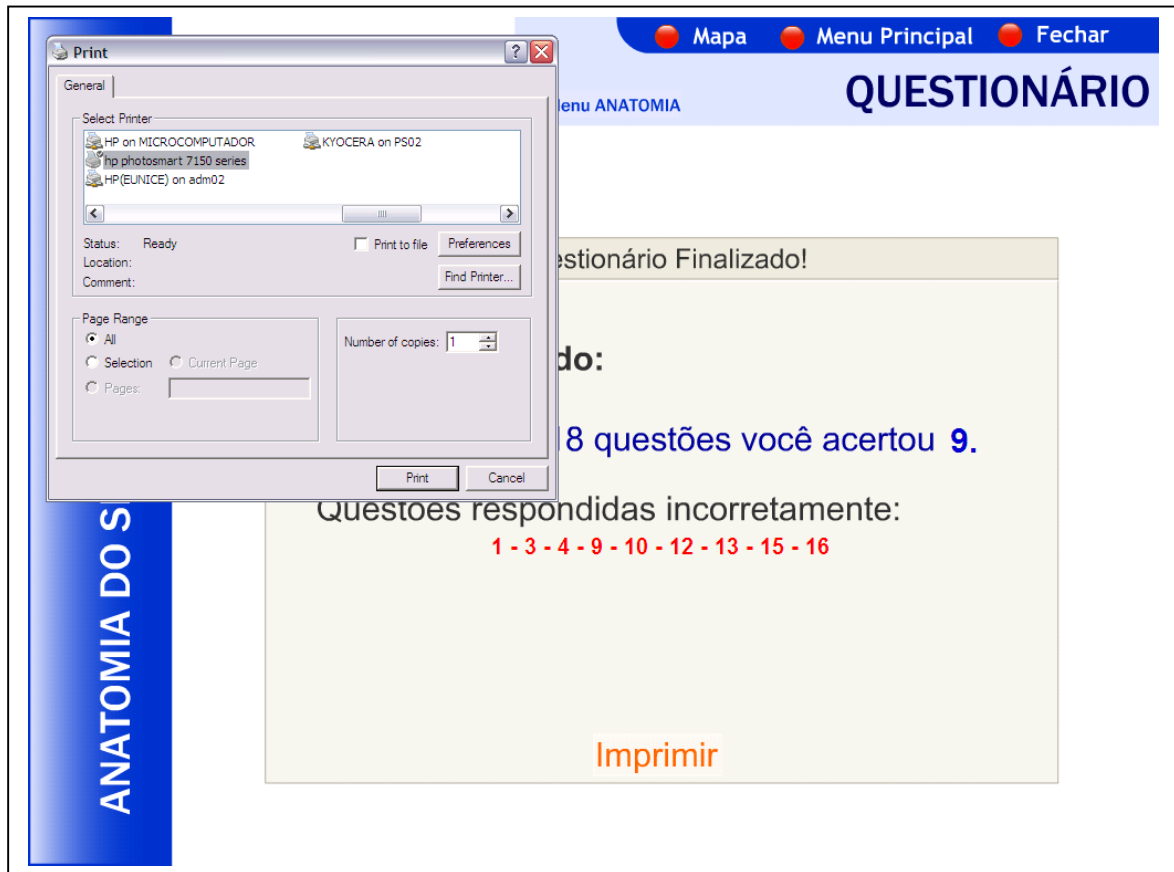 Mapa Menu Principal Fechar
QUESTIONÁRIO
ANATOMIA
Print
General
Select Printer
HP on MICROCOMPUTADOR KYOCERA on PS02
hp photosmart 7150 series
HP(EUNICE) on adm02
Status: Ready Print to file Preferences
Location:
Find Printer...
Comment:
Page Range
All
Number of copies: 1
Selection Current Page
Pages:
Print Cancel
Finalizado!
8 questões você acertou 9.
Questões respondidas incorretamente:
1 - 3 - 4 - 9 - 10 - 12 - 13 - 15 - 16
Imprimir
ANATOMIA DO